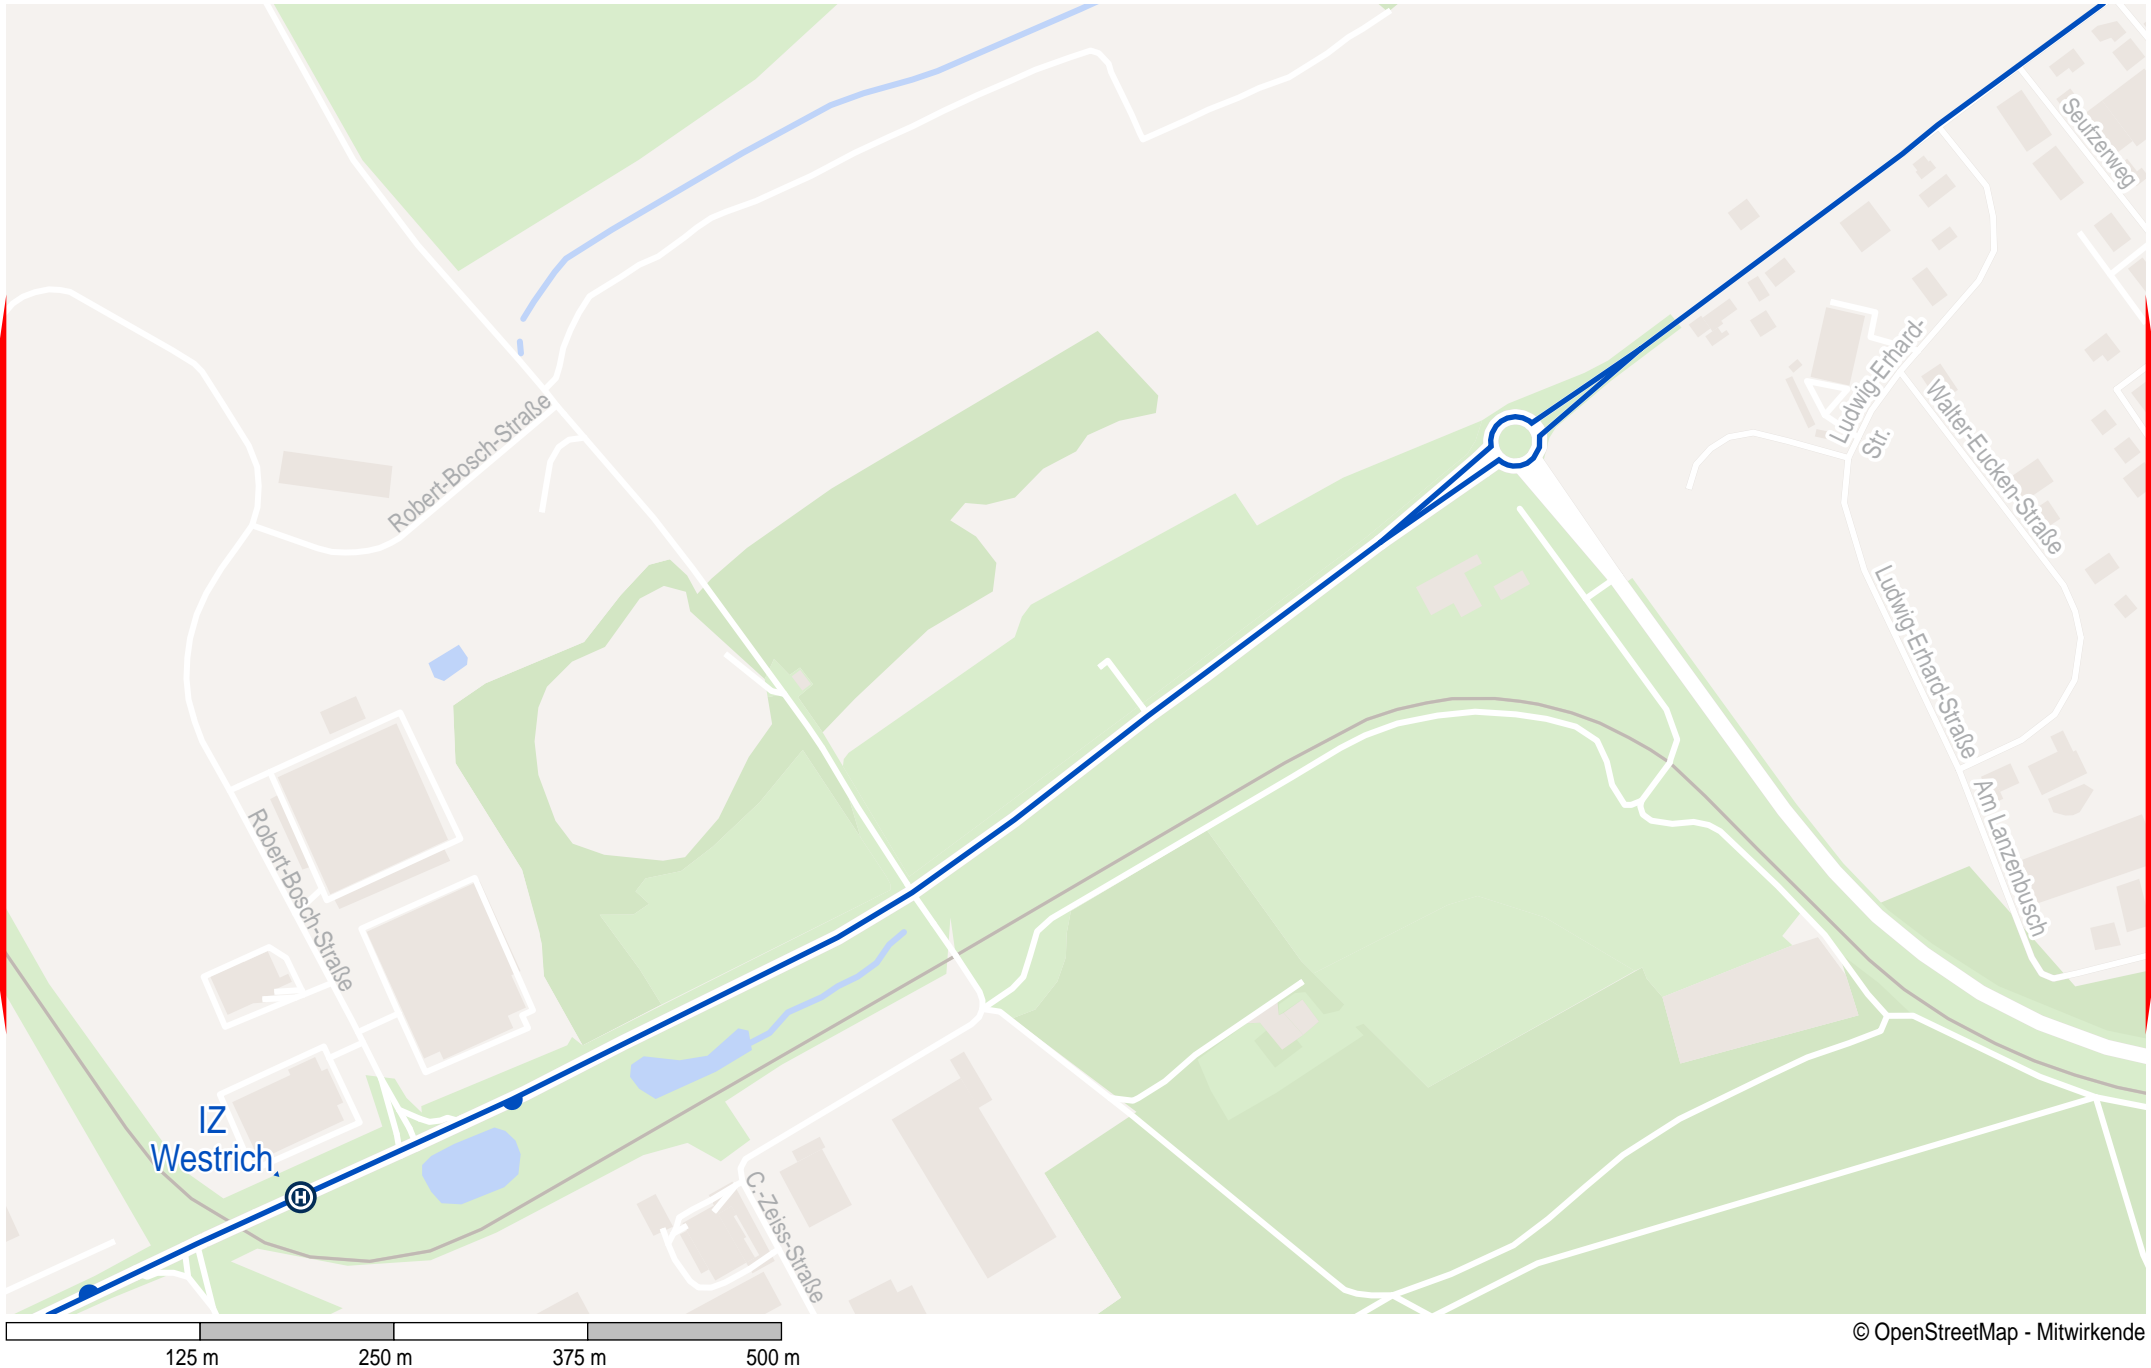 Seufzerweg
Ludwig-Erhard-
Str.
Walter-Eucken-Straße
Robert-Bosch-Straße
Ludwig-Erhard-Straße
Am Lanzenbusch
Robert-Bosch-Straße
IZ
Westrich
H
C.-Zeiss-Straße
125 m
250 m
375 m
500 m
© OpenStreetMap - Mitwirkende